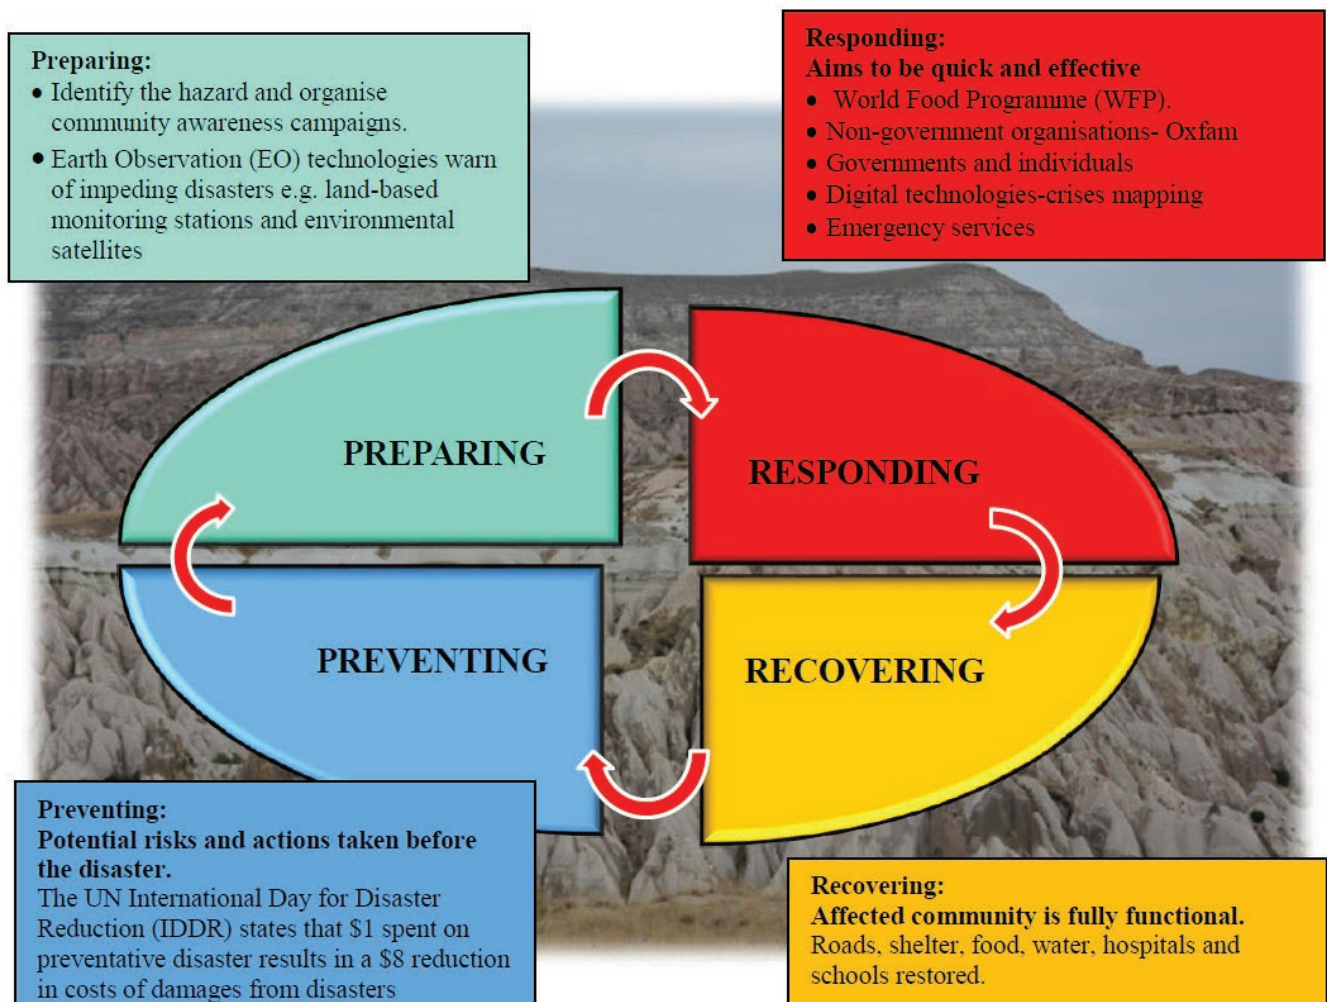 Preparing:
• Identify the hazard and organise
community awareness campaigns.
• Earth Observation (EO) technologies warn
of impeding disasters e.g. land-based
monitoring stations and environmental
satellites
Responding:
Aims to be quick and effective
• World Food Programme (WFP).
• Non-government organisations- Oxfam
• Governments and individuals
• Digital technologies-crises mapping
• Emergency services
PREPARING
RESPONDING
PREVENTING
RECOVERING
Preventing:
Potential risks and actions taken before
the disaster.
The UN International Day for Disaster
Reduction (IDDR) states that $1 spent on
preventative disaster results in a $8 reduction
in costs of damages from disasters
Recovering:
Affected community is fully functional.
Roads, shelter, food, water, hospitals and
schools restored.